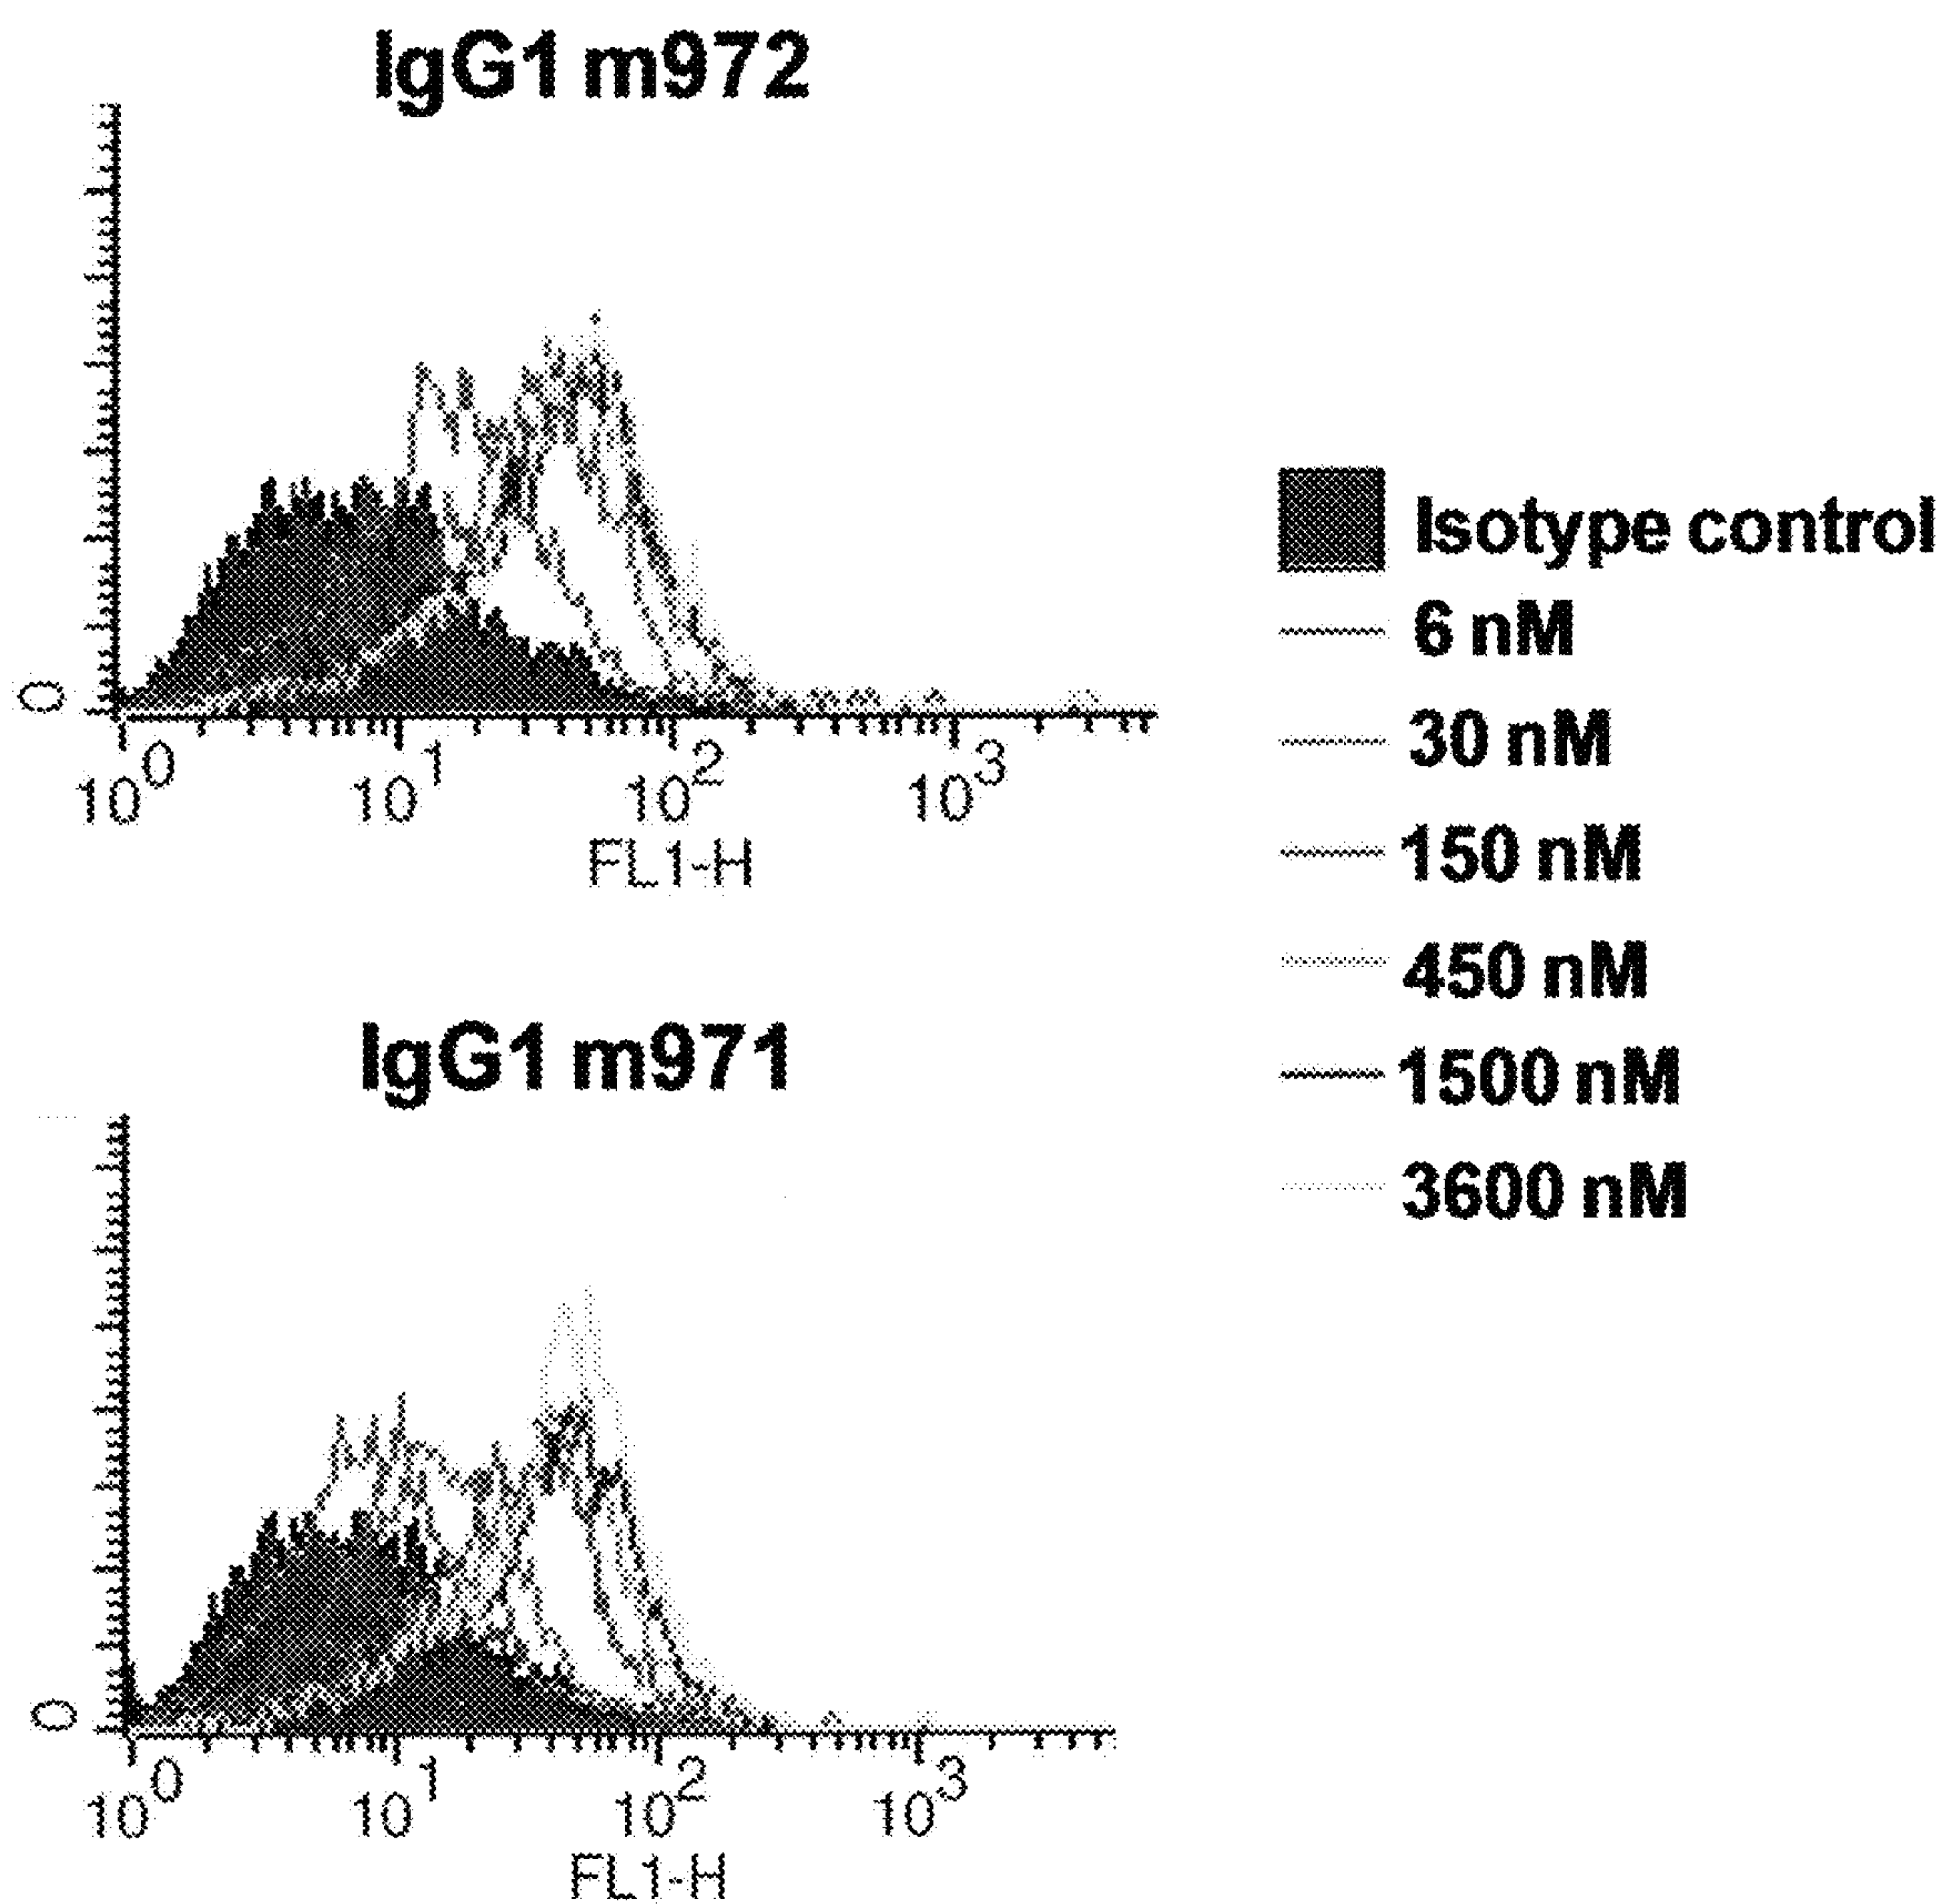 IgG1 m972
0
10^0 10^1 10^2 10^3
FL1-H
Isotype control
6 nM
30 nM
150 nM
450 nM
1500 nM
3600 nM
IgG1 m971
0
10^0 10^1 10^2 10^3
FL1-H